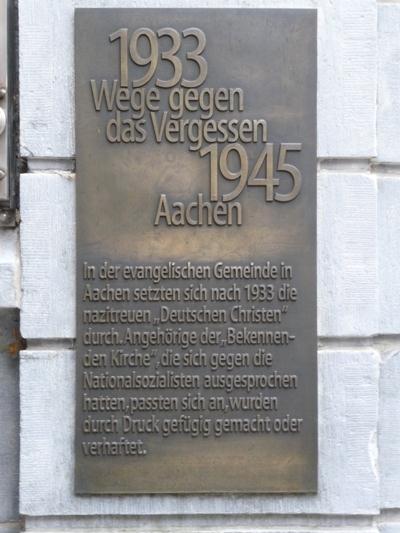 1933
Wege gegen
das Vergessen
1945
Aachen
In der evangelischen Gemeinde in
Aachen setzten sich nach 1933 die
nazitreuen „Deutschen Christen“
durch. Angehörige der „Bekennen-
den Kirche“, die sich gegen die
Nationalsozialisten ausgesprochen
hatten, passten sich an, wurden
durch Druck gefügig gemacht oder
verhaftet.